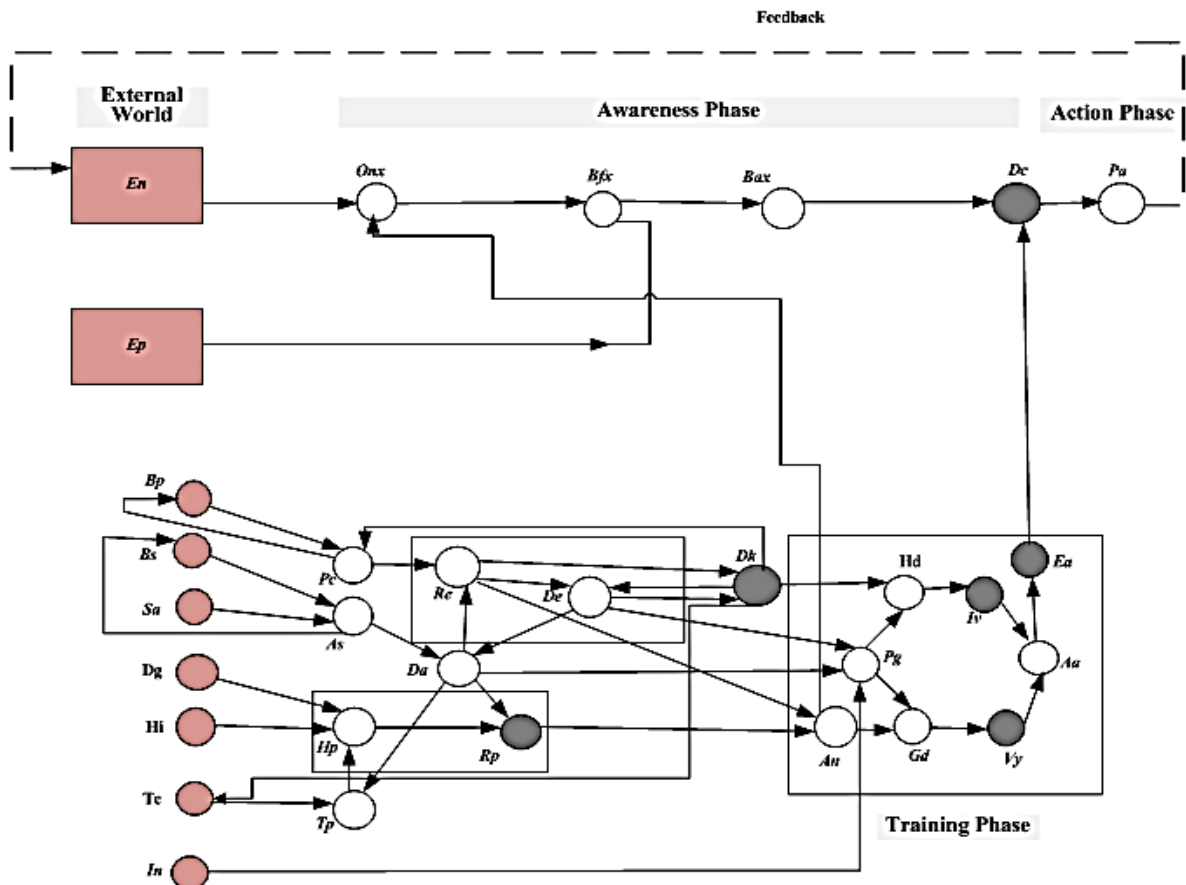 Feedback
External
World
Awareness Phase
Action Phase
En
Onx
Bfx
Bax
Dc
Pa
Ep
Bp
Bs
Pc
Re
De
Dk
Hd
Iv
Ea
Sa
As
Da
Pg
Aa
Dg
Hi
Hp
Rp
An
Gd
Vy
Tc
Tp
Training Phase
In